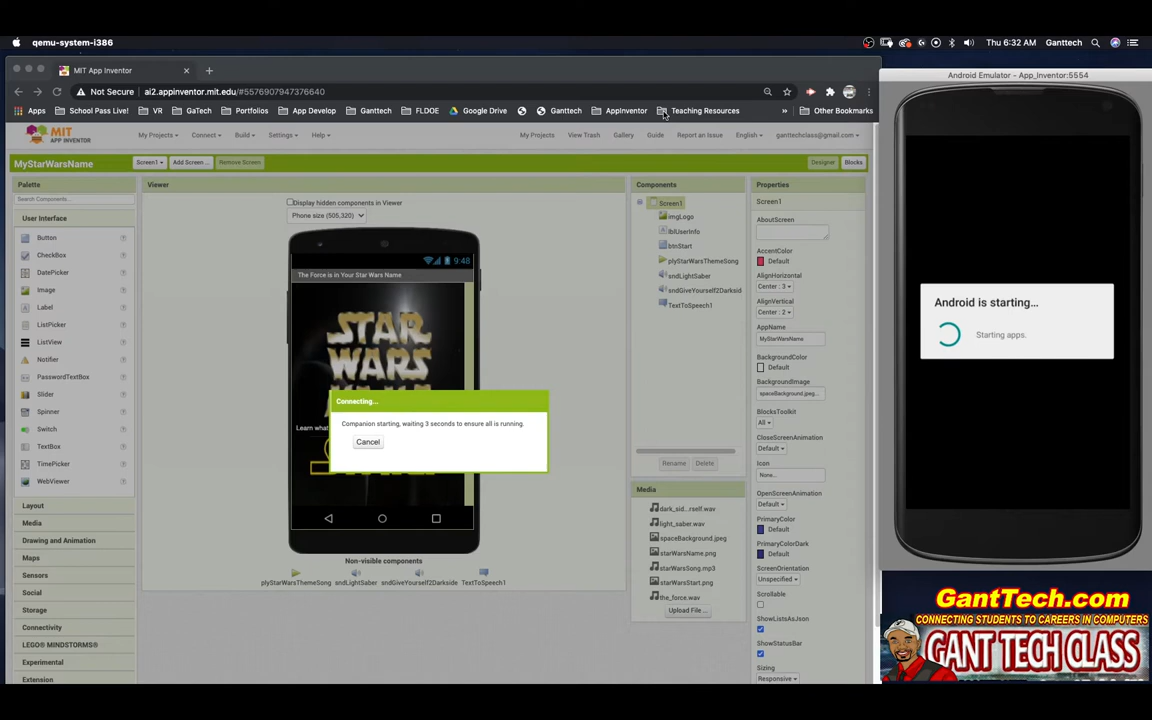 qemu-system-i386
Thu 6:32 AM Ganttech
MIT App Inventor
Not Secure ai2.appinventor.mit.edu/#5576907947376640
Apps School Pass Live! VR GaTech Portfolios App Develop Ganttech FLDOE Google Drive Ganttech AppInventor Teaching Resources » Other Bookmarks
MIT
APP INVENTOR
My Projects Connect Build Settings Help My Projects View Trash Gallery Guide Report an Issue English ganttechclass@gmail.com
MyStarWarsName Screen1 Add Screen ... Remove Screen Designer Blocks
Palette
Search Components...
User Interface
Button ?
CheckBox ?
DatePicker ?
Image ?
Label ?
ListPicker ?
ListView ?
Notifier ?
PasswordTextBox ?
Slider ?
Spinner ?
Switch ?
TextBox ?
TimePicker ?
WebViewer ?
Layout
Media
Drawing and Animation
Maps
Sensors
Social
Storage
Connectivity
LEGO® MINDSTORMS®
Experimental
Extension
Viewer
Display hidden components in Viewer
Phone size (505,320)
9:48
The Force is in Your Star Wars Name
STAR
WARS
Learn what
Connecting...
Companion starting, waiting 3 seconds to ensure all is running.
Cancel
Non-visible components
plyStarWarsThemeSong sndLightSaber sndGiveYourself2Darkside TextToSpeech1
Components
Screen1
imgLogo
lblUserInfo
btnStart
plyStarWarsThemeSong
sndLightSaber
sndGiveYourself2Darksid
TextToSpeech1
Rename Delete
Media
dark_sid...rself.wav
light_saber.wav
spaceBackground.jpeg
starWarsName.png
starWarsSong.mp3
starWarsStart.png
the_force.wav
Upload File ...
Properties
Screen1
AboutScreen
AccentColor
Default
AlignHorizontal
Center : 3
AlignVertical
Center : 2
AppName
MyStarWarsName
BackgroundColor
Default
BackgroundImage
spaceBackground.jpeg...
BlocksToolkit
All
CloseScreenAnimation
Default
Icon
None...
OpenScreenAnimation
Default
PrimaryColor
Default
PrimaryColorDark
Default
ScreenOrientation
Unspecified
Scrollable
ShowListsAsJson
ShowStatusBar
Sizing
Responsive
Android Emulator - App_Inventor:5554
Android is starting...
Starting apps.
GantTech.com
CONNECTING STUDENTS TO CAREERS IN COMPUTERS
GANT TECH CLASS